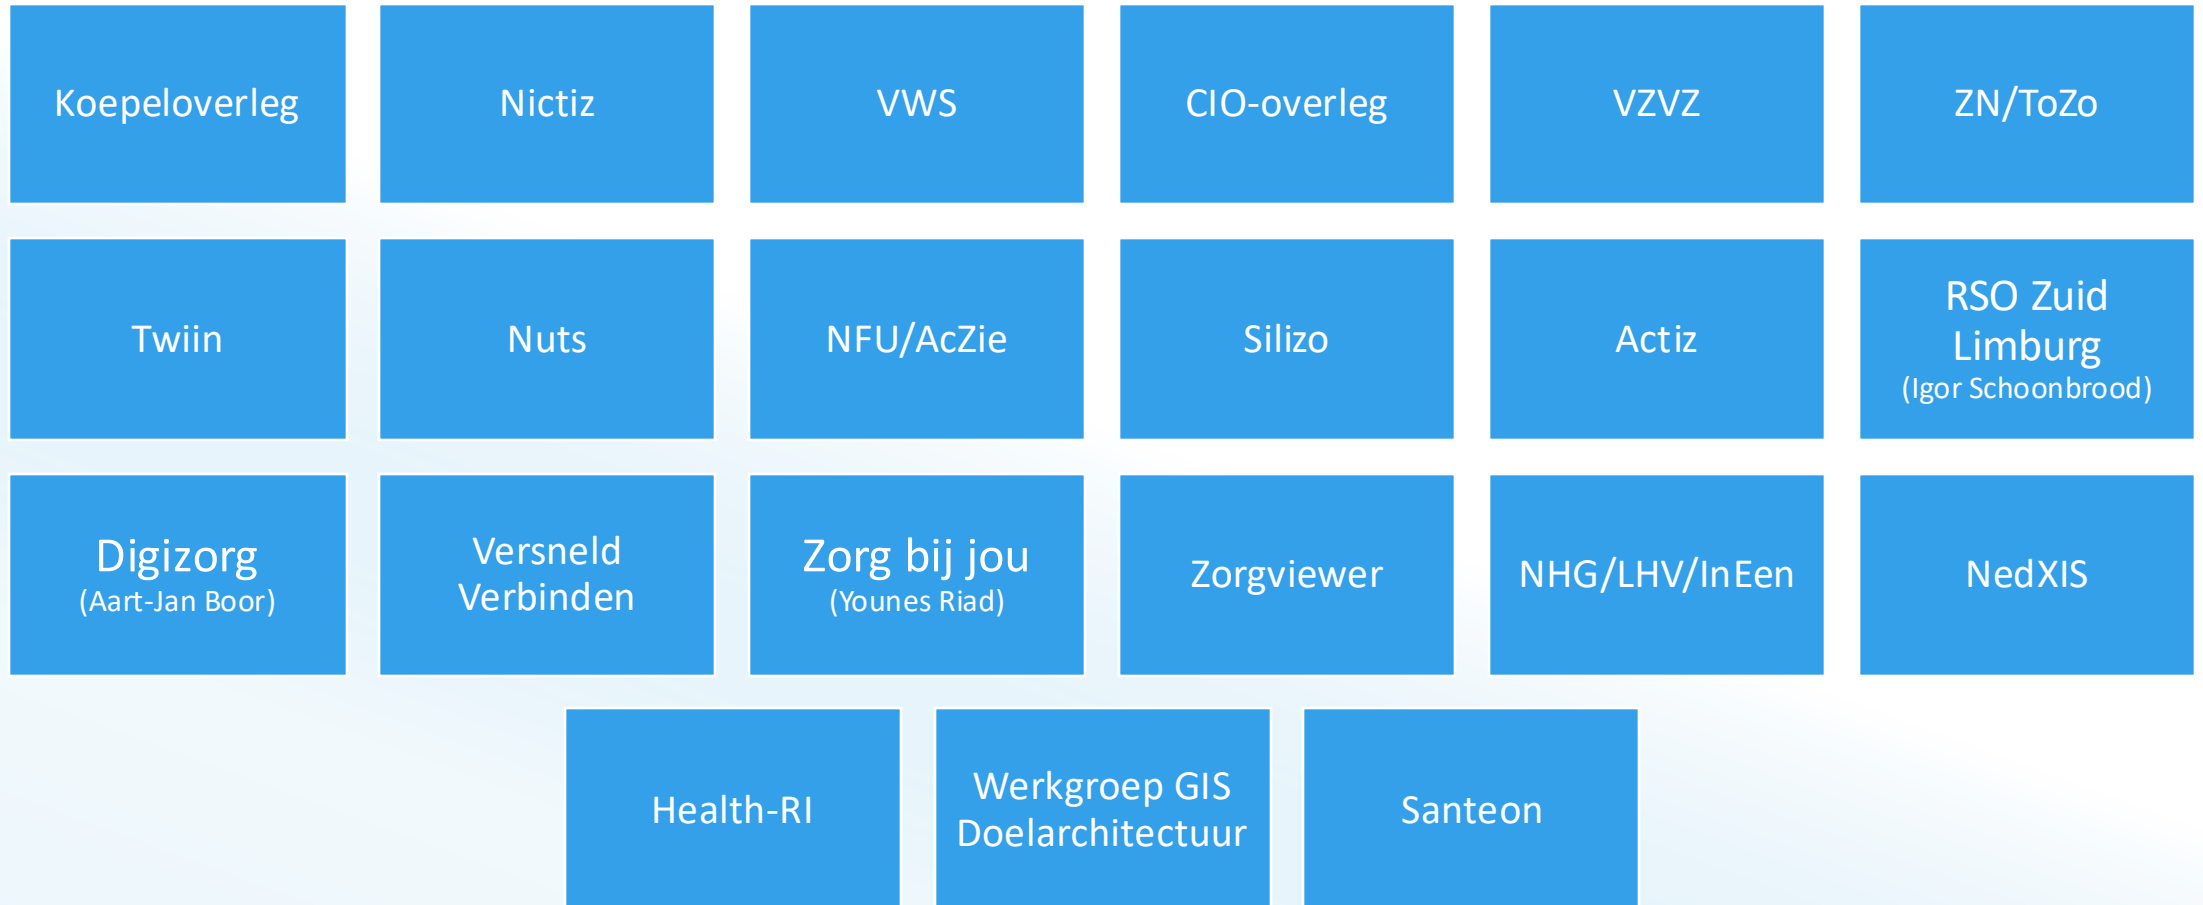 Koepeloverleg
Nictiz
VWS
CIO-overleg
VZVZ
ZN/ToZo
Twiin
Nuts
NFU/AcZie
Silizo
Actiz
RSO Zuid
Limburg
(Igor Schoonbrood)
Digizorg
(Aart-Jan Boor)
Versneld
Verbinden
Zorg bij jou
(Younes Riad)
Zorgviewer
NHG/LHV/InEen
NedXIS
Health-RI
Werkgroep GIS
Doelarchitectuur
Santeon